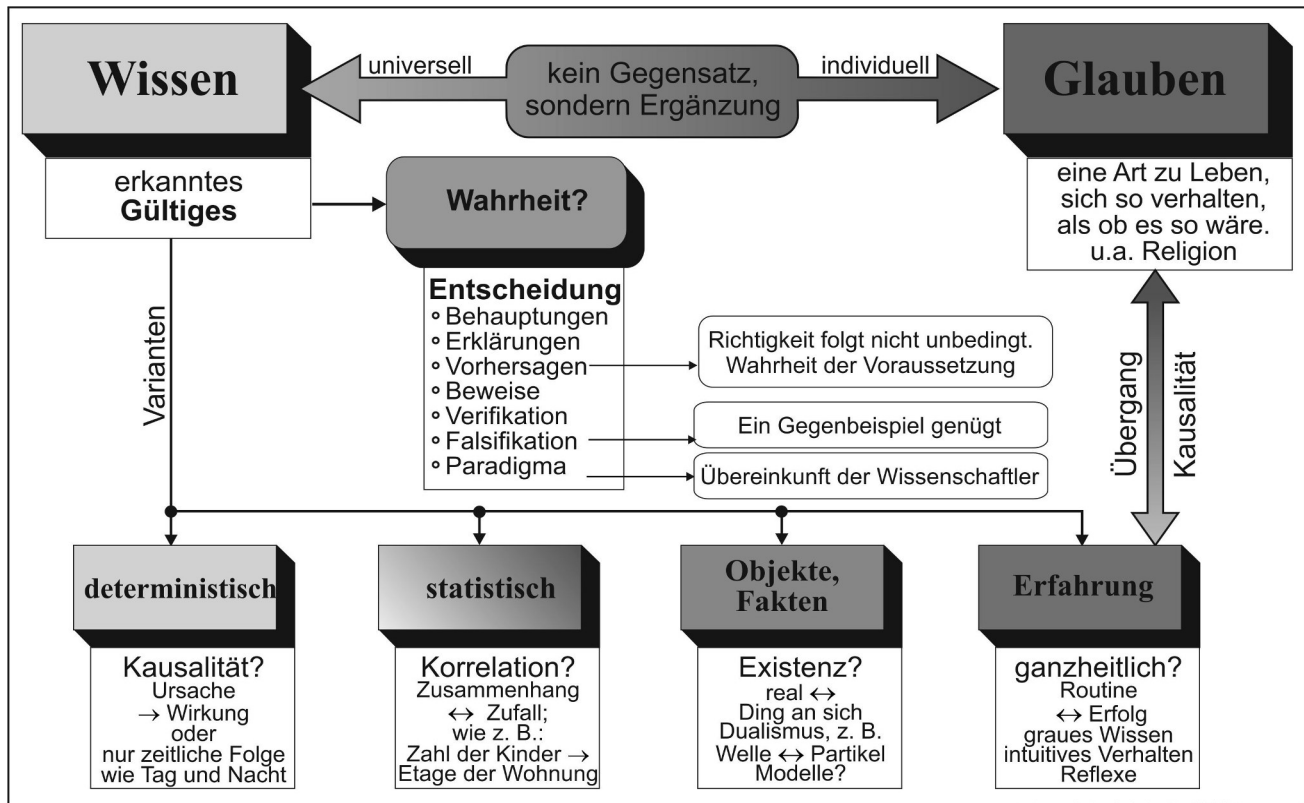 Wissen
universell
kein Gegensatz,
sondern Ergänzung
individuell
Glauben
erkanntes
Gültiges
Wahrheit?
eine Art zu Leben,
sich so verhalten,
als ob es so wäre.
u.a. Religion
Entscheidung
° Behauptungen
° Erklärungen
° Vorhersagen
° Beweise
° Verifikation
° Falsifikation
° Paradigma
Richtigkeit folgt nicht unbedingt.
Wahrheit der Voraussetzung
Ein Gegenbeispiel genügt
Übereinkunft der Wissenschaftler
Varianten
Übergang
Kausalität
deterministisch
Kausalität?
Ursache
→ Wirkung
oder
nur zeitliche Folge
wie Tag und Nacht
statistisch
Korrelation?
Zusammenhang
↔ Zufall;
wie z. B.:
Zahl der Kinder →
Etage der Wohnung
Objekte,
Fakten
Existenz?
real ↔
Ding an sich
Dualismus, z. B.
Welle ↔ Partikel
Modelle?
Erfahrung
ganzheitlich?
Routine
↔ Erfolg
graues Wissen
intuitives Verhalten
Reflexe